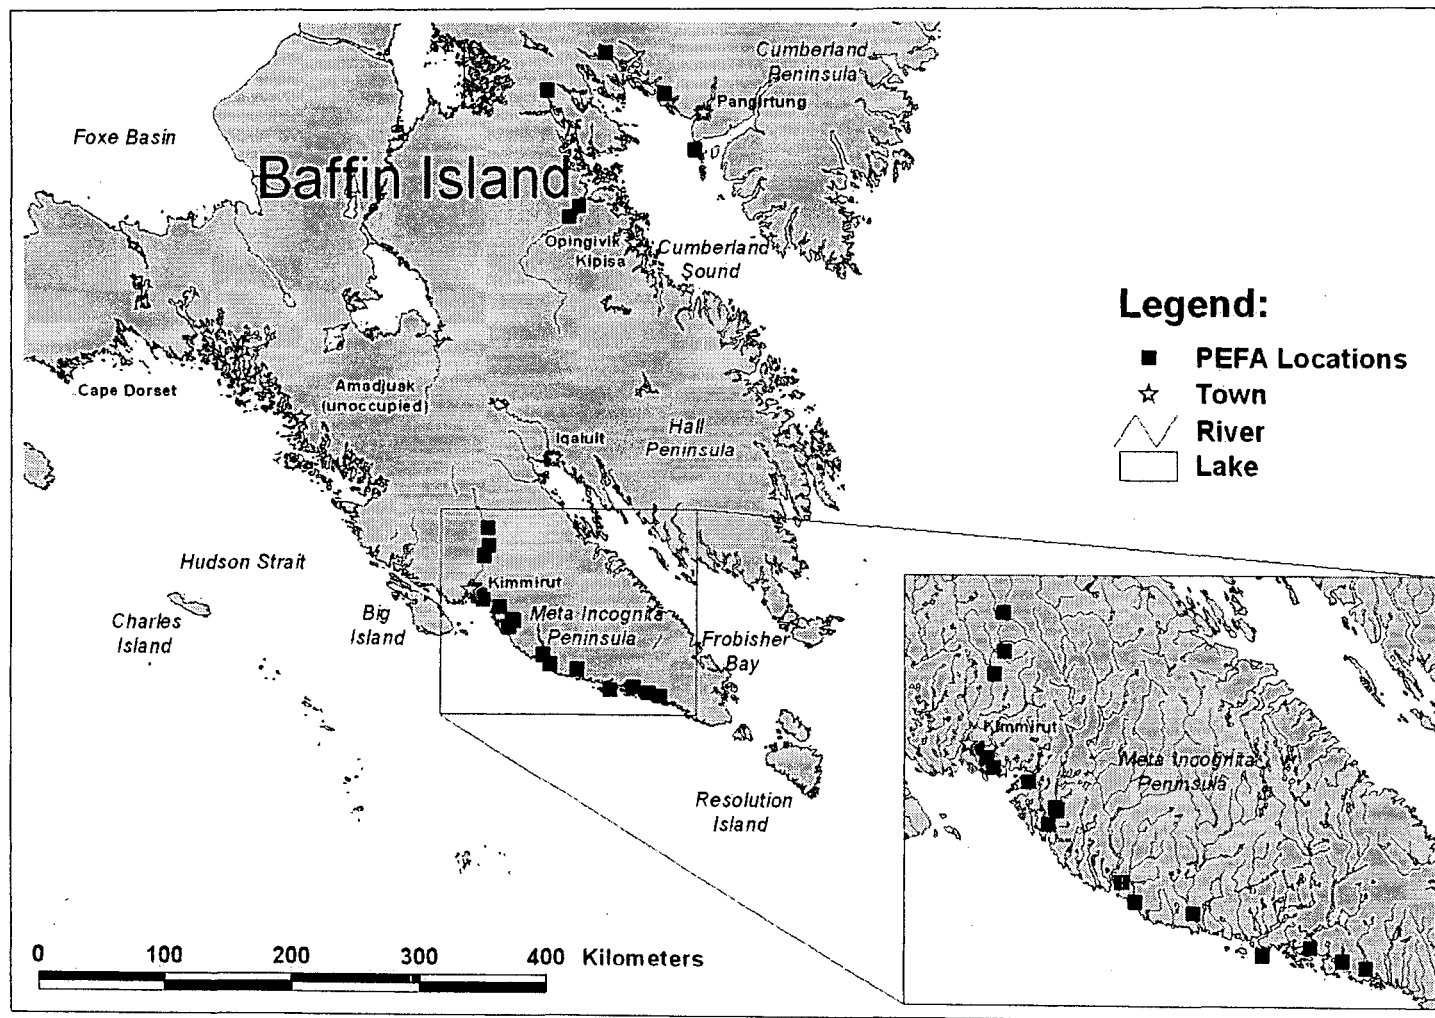 Cumberland
Peninsula
Pangirtung
Foxe Basin
Baffin Island
Opingivik
Kipisa
Cumberland
Sound
Legend:
PEFA Locations
Town
River
Lake
Cape Dorset
Amadjuak
(unoccupied)
Hall
Peninsula
Iqaluit
Hudson Strait
Kimmirut
Charles
Island
Big
Island
Meta Incognita
Peninsula
Frobisher
Bay
Resolution
Island
Kimmirut
Meta Incognita
Peninsula
0 100 200 300 400 Kilometers